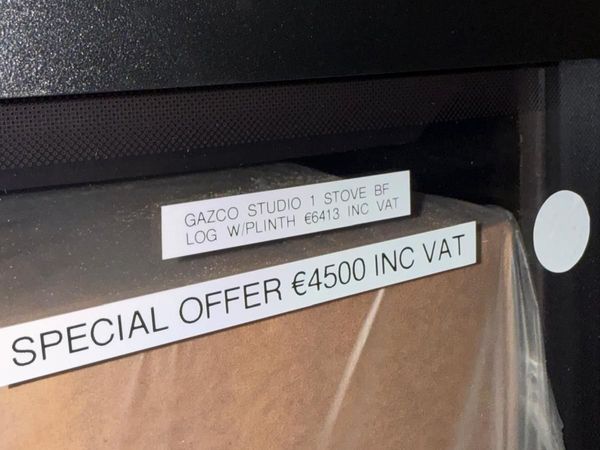 GAZCO STUDIO 1 STOVE BF
LOG W/PLINTH €6413 INC VAT
SPECIAL OFFER €4500 INC VAT